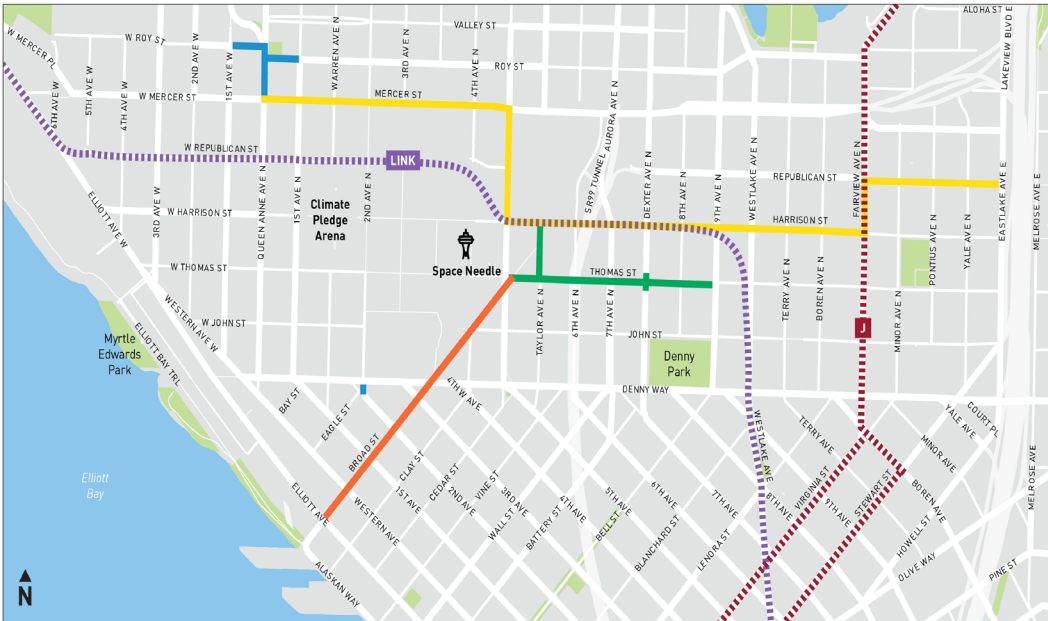 VALLEY ST
ALOHA ST
W ROY ST
ROY ST
W MERCER PL
W MERCER ST
MERCER ST
6TH AVE W
5TH AVE W
4TH AVE W
2ND AVE W
1ST AVE W
WARREN AVE N
3RD AVE N
4TH AVE N
LAKEVIEW BLVD E
W REPUBLICAN ST
LINK
REPUBLICAN ST
SR99 TUNNEL
AURORA AVE N
DEXTER AVE N
8TH AVE N
9TH AVE N
WESTLAKE AVE N
FAIRVIEW AVE N
EASTLAKE AVE E
MELROSE AVE E
ELLIOTT AVE W
3RD AVE W
W HARRISON ST
QUEEN ANNE AVE N
1ST AVE N
2ND AVE N
Climate
Pledge
Arena
HARRISON ST
PONTIUS AVE N
YALE AVE N
Space Needle
W THOMAS ST
THOMAS ST
TERRY AVE N
BOREN AVE N
MINOR AVE N
WESTERN AVE W
ELLIOTT BAY TRL
W JOHN ST
TAYLOR AVE N
6TH AVE N
7TH AVE N
JOHN ST
J
Myrtle
Edwards
Park
Denny
Park
DENNY WAY
BAY ST
EAGLE ST
BROAD ST
4TH W AVE
CLAY ST
1ST AVE
CEDAR ST
2ND AVE
VINE ST
3RD AVE
WALL ST
BATTERY ST
4TH AVE
BELL ST
5TH AVE
6TH AVE
BLANCHARD ST
7TH AVE
LENORA ST
WESTLAKE AVE
8TH AVE
TERRY AVE
VIRGINIA ST
9TH AVE
STEWART ST
YALE AVE
COURT PL
MINOR AVE
BOREN AVE
HOWELL ST
OLIVE WAY
PINE ST
MELROSE AVE
Elliott
Bay
ELLIOTT AVE
WESTERN AVE
ALASKAN WAY
N